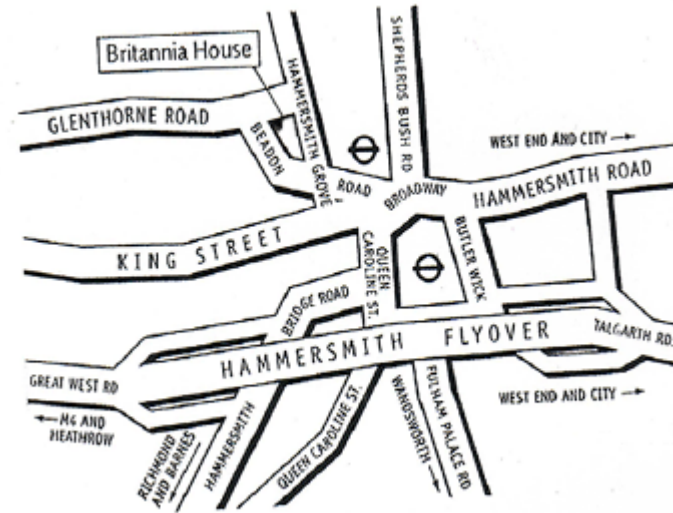 Britannia House
HAMMERSMITH GROVE
SHEPHERDS BUSH RD
GLENTHORNE ROAD
BEADON
ROAD
WEST END AND CITY →
BROADWAY
HAMMERSMITH ROAD
KING STREET
QUEEN
CAROLINE ST.
BUTLER WICK
BRIDGE ROAD
HAMMERSMITH FLYOVER
TALGARTH RD.
GREAT WEST RD
← M4 AND
HEATHROW
RICHMOND
AND BARNES
HAMMERSMITH
QUEEN CAROLINE ST.
WANDSWORTH →
FULHAM PALACE RD
WEST END AND CITY →